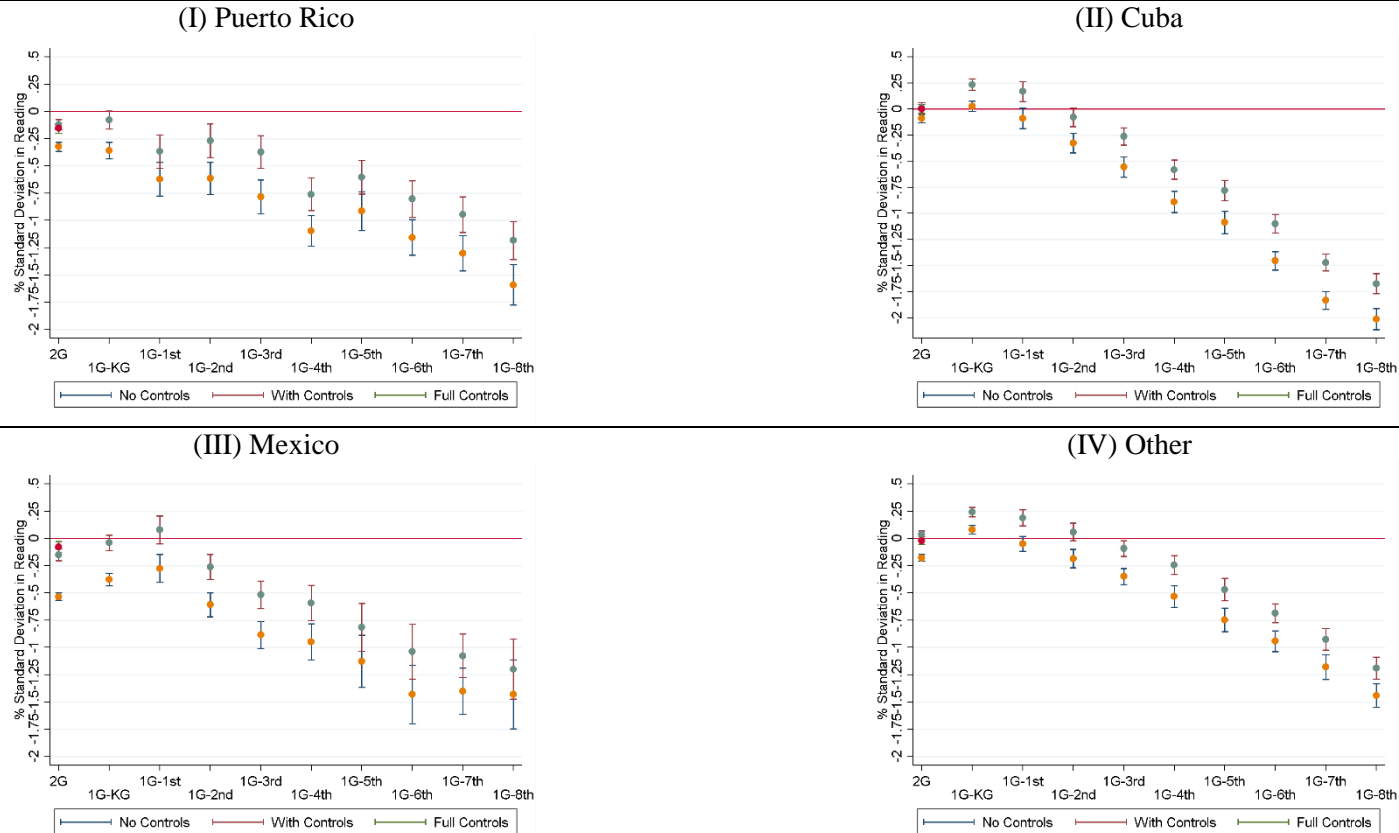 (I) Puerto Rico
% Standard Deviation in Reading
.5
.25
0
-.25
-.5
-.75
-1
-1.25
-1.5
-1.75
-2
2G 1G-1st 1G-3rd 1G-5th 1G-7th
1G-KG 1G-2nd 1G-4th 1G-6th 1G-8th
No Controls With Controls Full Controls
(II) Cuba
% Standard Deviation in Reading
.5
.25
0
-.25
-.5
-.75
-1
-1.25
-1.5
-1.75
-2
2G 1G-1st 1G-3rd 1G-5th 1G-7th
1G-KG 1G-2nd 1G-4th 1G-6th 1G-8th
No Controls With Controls Full Controls
(III) Mexico
% Standard Deviation in Reading
.5
.25
0
-.25
-.5
-.75
-1
-1.25
-1.5
-1.75
-2
2G 1G-1st 1G-3rd 1G-5th 1G-7th
1G-KG 1G-2nd 1G-4th 1G-6th 1G-8th
No Controls With Controls Full Controls
(IV) Other
% Standard Deviation in Reading
.5
.25
0
-.25
-.5
-.75
-1
-1.25
-1.5
-1.75
-2
2G 1G-1st 1G-3rd 1G-5th 1G-7th
1G-KG 1G-2nd 1G-4th 1G-6th 1G-8th
No Controls With Controls Full Controls